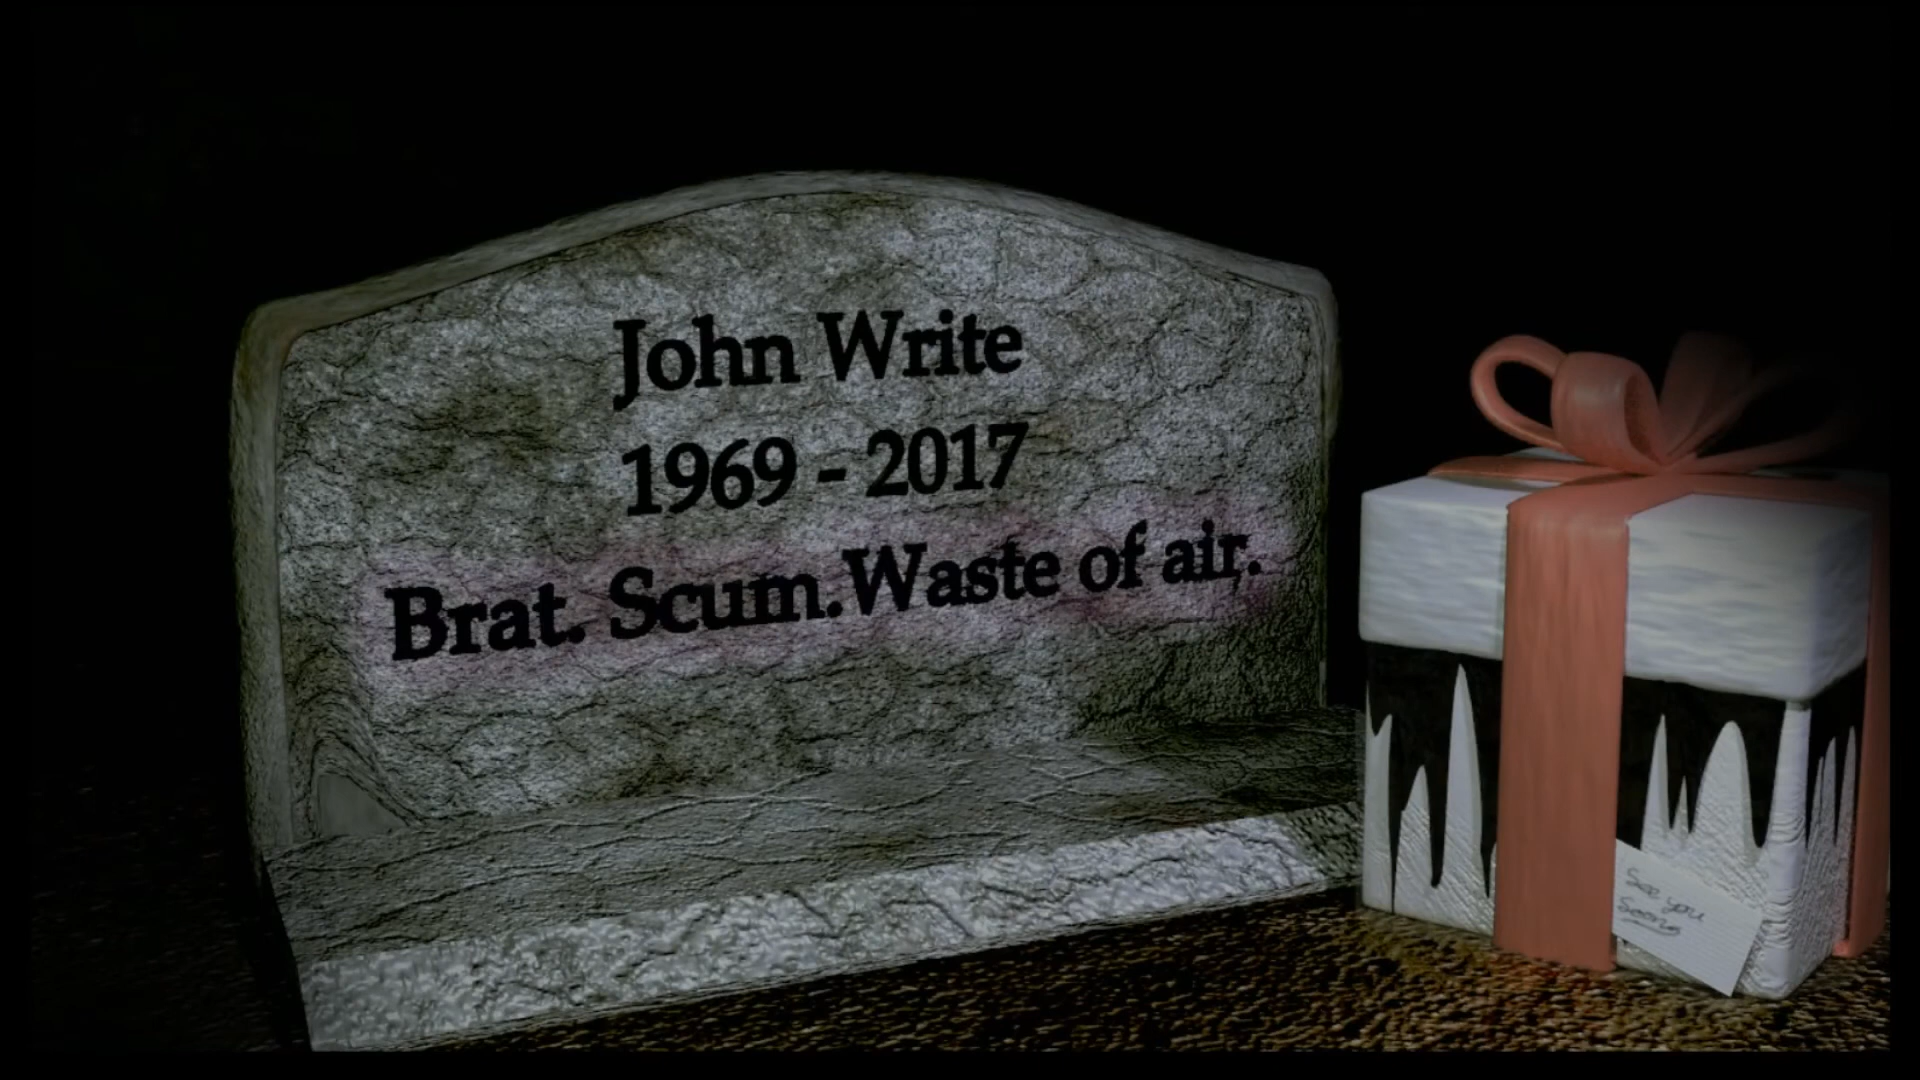 John Write
1969 - 2017
Brat. Scum.Waste of air.
See you
Soon